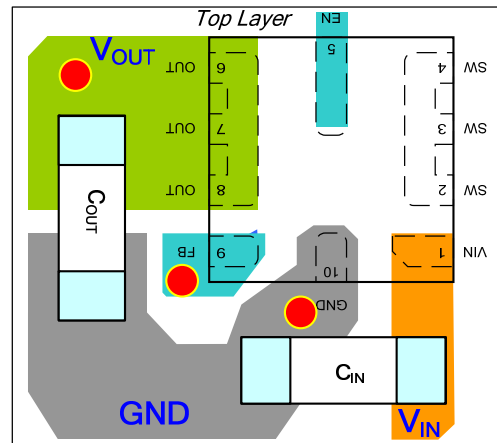 Top Layer
EN
5
VOUT
OUT
6
4
SW
OUT
7
3
SW
OUT
8
2
SW
COUT
FB
9
10
1
VIN
GND
CIN
GND
VIN